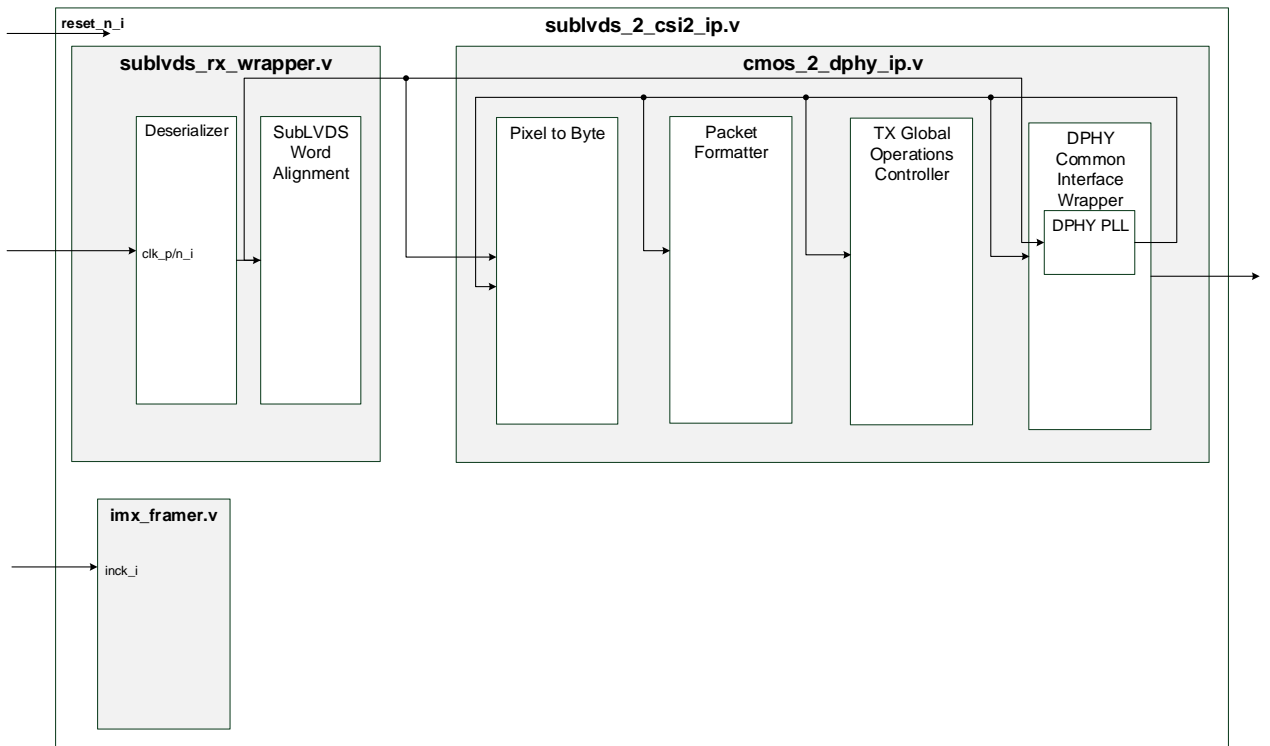 reset_n_i
sublvds_2_csi2_ip.v
sublvds_rx_wrapper.v
Deserializer
clk_p/n_i
SubLVDS
Word
Alignment
cmos_2_dphy_ip.v
Pixel to Byte
Packet
Formatter
TX Global
Operations
Controller
DPHY
Common
Interface
Wrapper
DPHY PLL
imx_framer.v
inck_i